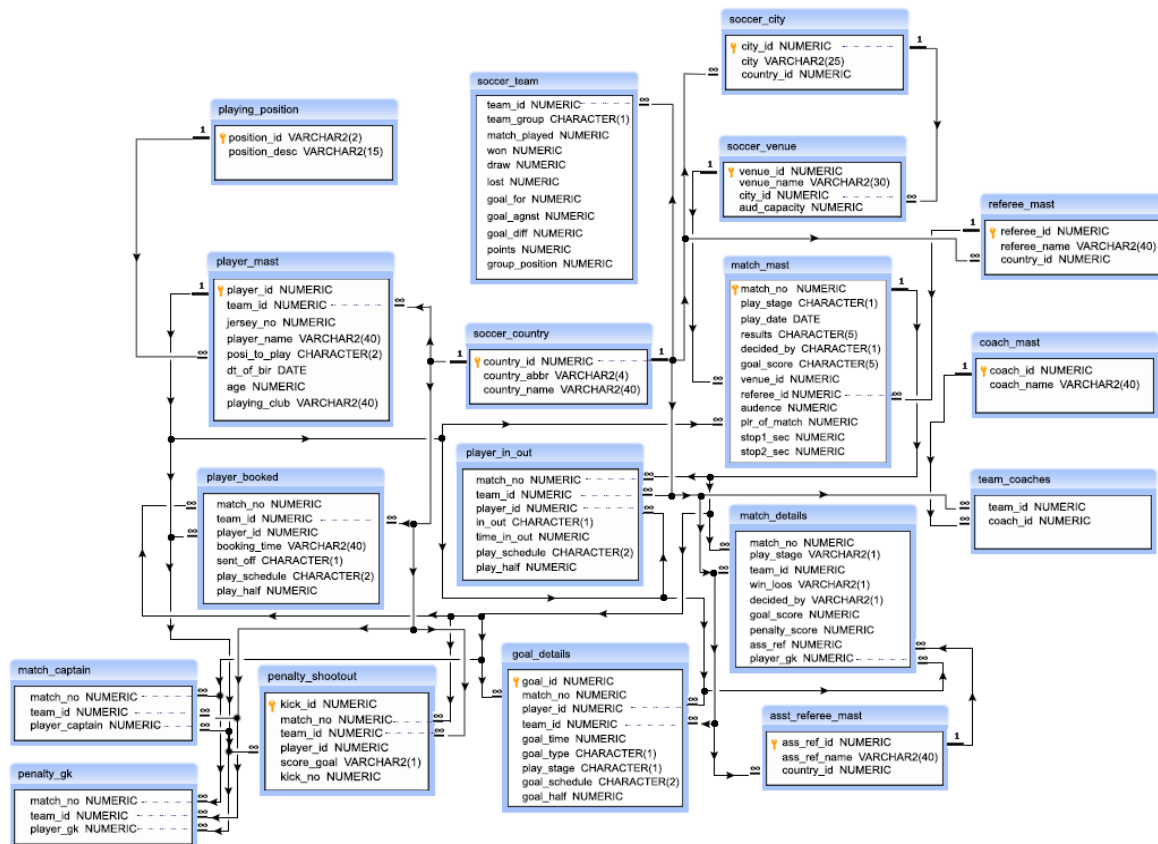 soccer_city
city_id NUMERIC
city VARCHAR2(25)
country_id NUMERIC
soccer_team
team_id NUMERIC
team_group CHARACTER(1)
match_played NUMERIC
won NUMERIC
draw NUMERIC
lost NUMERIC
goal_for NUMERIC
goal_agnst NUMERIC
goal_diff NUMERIC
points NUMERIC
group_position NUMERIC
playing_position
position_id VARCHAR2(2)
position_desc VARCHAR2(15)
soccer_venue
venue_id NUMERIC
venue_name VARCHAR2(30)
city_id NUMERIC
aud_capacity NUMERIC
referee_mast
referee_id NUMERIC
referee_name VARCHAR2(40)
country_id NUMERIC
player_mast
player_id NUMERIC
team_id NUMERIC
jersey_no NUMERIC
player_name VARCHAR2(40)
posi_to_play CHARACTER(2)
dt_of_bir DATE
age NUMERIC
playing_club VARCHAR2(40)
match_mast
match_no NUMERIC
play_stage CHARACTER(1)
play_date DATE
results CHARACTER(5)
decided_by CHARACTER(1)
goal_score CHARACTER(5)
venue_id NUMERIC
referee_id NUMERIC
audence NUMERIC
plr_of_match NUMERIC
stop1_sec NUMERIC
stop2_sec NUMERIC
soccer_country
country_id NUMERIC
country_abbr VARCHAR2(4)
country_name VARCHAR2(40)
coach_mast
coach_id NUMERIC
coach_name VARCHAR2(40)
player_in_out
match_no NUMERIC
team_id NUMERIC
player_id NUMERIC
in_out CHARACTER(1)
time_in_out NUMERIC
play_schedule CHARACTER(2)
play_half NUMERIC
player_booked
match_no NUMERIC
team_id NUMERIC
player_id NUMERIC
booking_time VARCHAR2(40)
sent_off CHARACTER(1)
play_schedule CHARACTER(2)
play_half NUMERIC
team_coaches
team_id NUMERIC
coach_id NUMERIC
match_details
match_no NUMERIC
play_stage VARCHAR2(1)
team_id NUMERIC
win_loos VARCHAR2(1)
decided_by VARCHAR2(1)
goal_score NUMERIC
penalty_score NUMERIC
ass_ref NUMERIC
player_gk NUMERIC
match_captain
match_no NUMERIC
team_id NUMERIC
player_captain NUMERIC
penalty_shootout
kick_id NUMERIC
match_no NUMERIC
team_id NUMERIC
player_id NUMERIC
score_goal VARCHAR2(1)
kick_no NUMERIC
goal_details
goal_id NUMERIC
match_no NUMERIC
player_id NUMERIC
team_id NUMERIC
goal_time NUMERIC
goal_type CHARACTER(1)
play_stage CHARACTER(1)
goal_schedule CHARACTER(2)
goal_half NUMERIC
asst_referee_mast
ass_ref_id NUMERIC
ass_ref_name VARCHAR2(40)
country_id NUMERIC
penalty_gk
match_no NUMERIC
team_id NUMERIC
player_gk NUMERIC